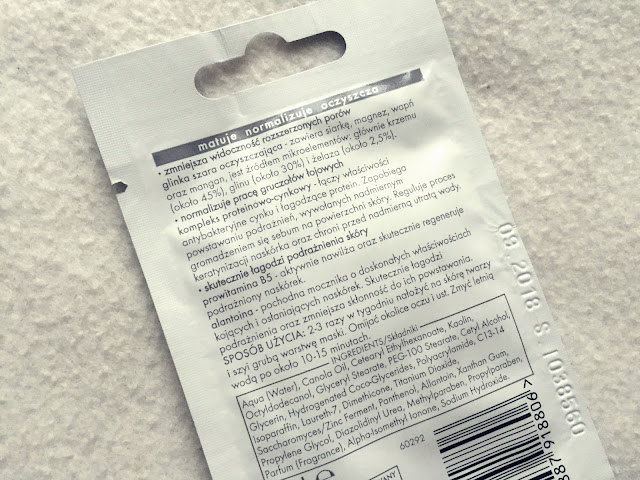 matuje normalizuje oczyszcza
• zmniejsza widoczność rozszerzonych porów
glinka szara oczyszczająca - zawiera siarkę, magnez, wapń
oraz mangan, jest źródłem mikroelementów: głównie krzemu
(około 45%), glinu (około 30%) i żelaza (około 2,5%).
• normalizuje pracę gruczołów łojowych
kompleks proteinowo-cynkowy - łączy właściwości
antybakteryjne cynku i łagodzące protein. Zapobiega
powstawaniu podrażnień, wywołanych nadmiernym
gromadzeniem się sebum na powierzchni skóry. Reguluje proces
keratynizacji naskórka oraz chroni przed nadmierną utratą wody.
• skutecznie łagodzi podrażnienia skóry
prowitamina B5 - aktywnie nawilża oraz skutecznie regeneruje
podrażniony naskórek.
alantoina - pochodna mocznika o doskonałych właściwościach
kojących i osłaniających naskórek. Skutecznie łagodzi
podrażnienia oraz zmniejsza skłonność do ich powstawania.
SPOSÓB UŻYCIA: 2-3 razy w tygodniu nałożyć na skórę twarzy
i szyi grubą warstwę maski. Omijać okolice oczu i ust. Zmyć letnią
wodą po około 10-15 minutach.
INGREDIENTS/Składniki
Aqua (Water), Canola Oil, Cetearyl Ethylhexanoate, Kaolin,
Octyldodecanol, Glyceryl Stearate, PEG-100 Stearate, Cetyl Alcohol,
Glycerin, Hydrogenated Coco-Glycerides, Polyacrylamide, C13-14
Isoparaffin, Laureth-7, Dimethicone, Titanium Dioxide,
Saccharomyces/Zinc Ferment, Panthenol, Allantoin, Xanthan Gum,
Propylene Glycol, Diazolidinyl Urea, Methylparaben, Propylparaben,
Parfum (Fragrance), Alpha-Isomethyl Ionone, Sodium Hydroxide.
60292
03.2018 S. 1038560